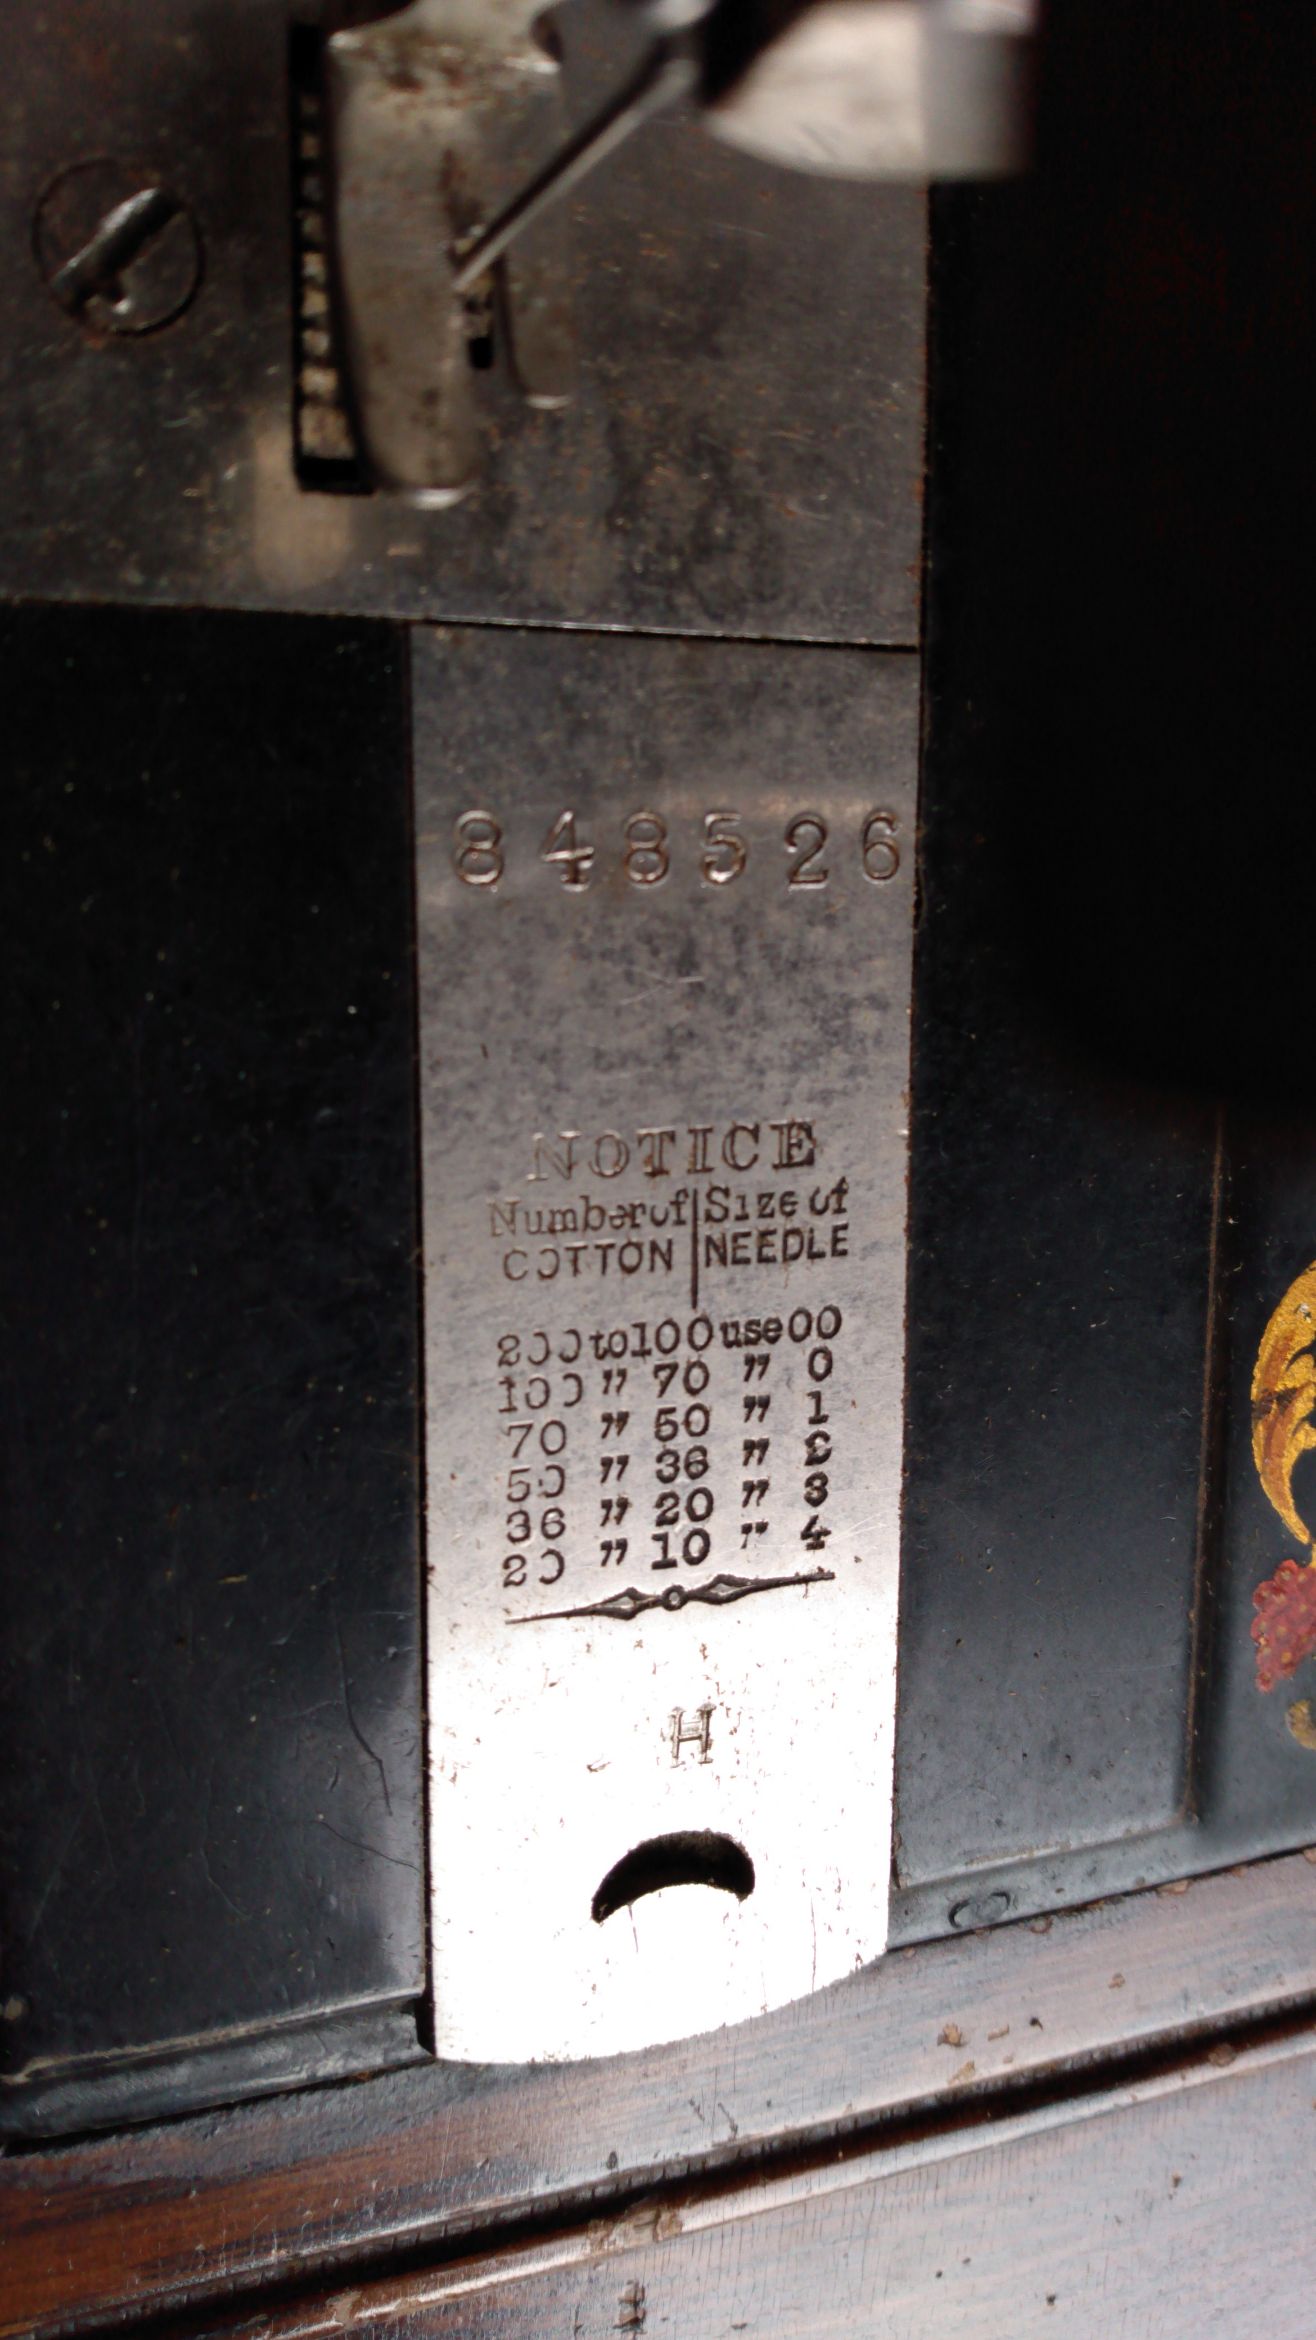 848526
NOTICE
Number of | Size of
COTTON | NEEDLE
200 to 100 use 00
100 " 70 " 0
70 " 50 " 1
50 " 36 " 2
36 " 20 " 3
20 " 10 " 4
H